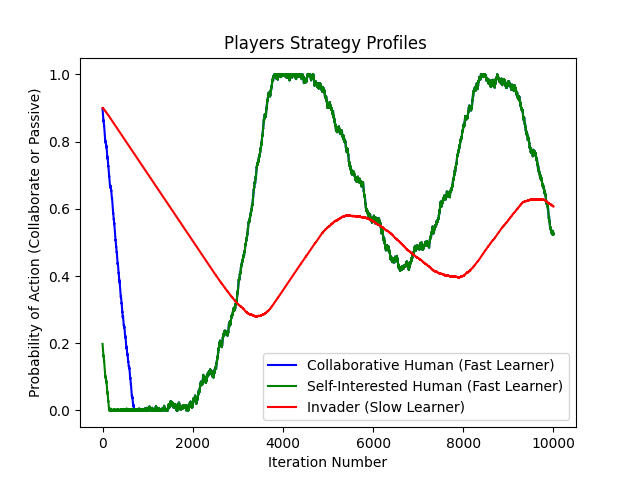 Players Strategy Profiles
Probability of Action (Collaborate or Passive)
1.0
0.8
0.6
0.4
0.2
0.0
Collaborative Human (Fast Learner)
Self-Interested Human (Fast Learner)
Invader (Slow Learner)
0 2000 4000 6000 8000 10000
Iteration Number